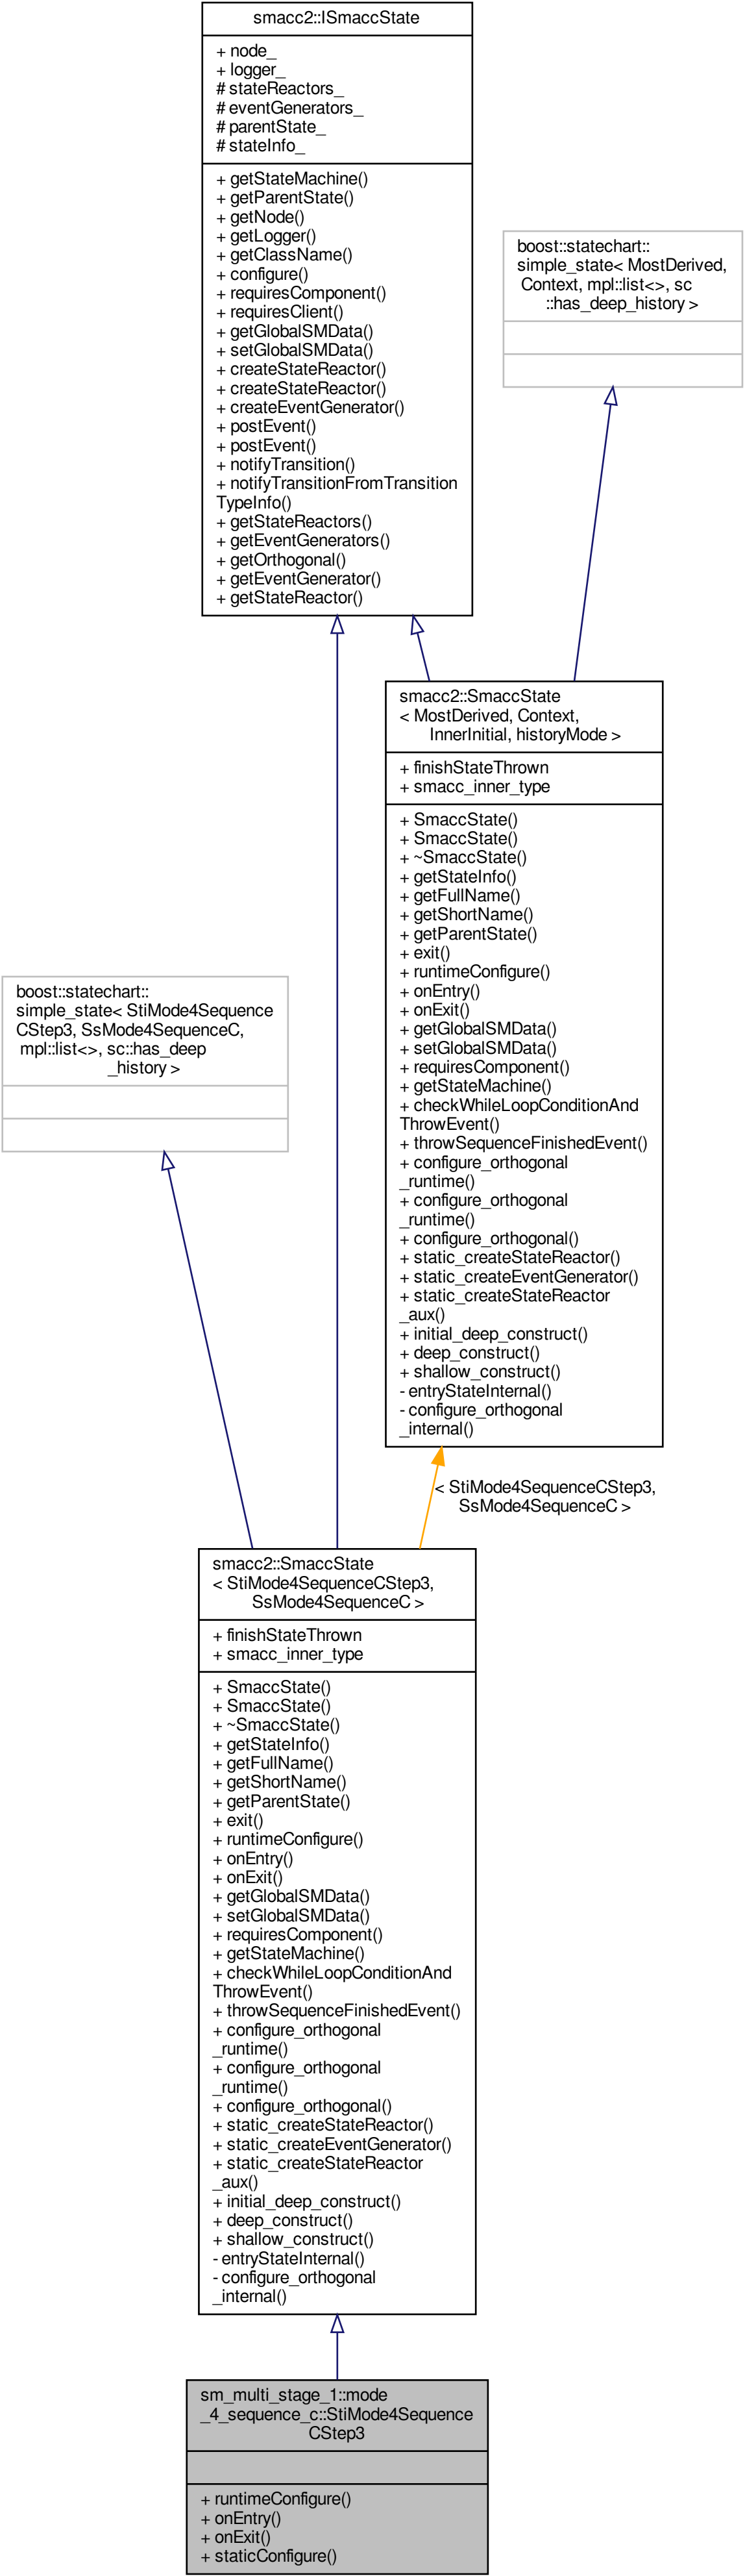 smacc2::ISmaccState
+ node_
+ logger_
# stateReactors_
# eventGenerators_
# parentState_
# stateInfo_
+ getStateMachine()
+ getParentState()
+ getNode()
+ getLogger()
+ getClassName()
+ configure()
+ requiresComponent()
+ requiresClient()
+ getGlobalSMData()
+ setGlobalSMData()
+ createStateReactor()
+ createStateReactor()
+ createEventGenerator()
+ postEvent()
+ postEvent()
+ notifyTransition()
+ notifyTransitionFromTransition
TypeInfo()
+ getStateReactors()
+ getEventGenerators()
+ getOrthogonal()
+ getEventGenerator()
+ getStateReactor()
boost::statechart::
simple_state< MostDerived,
Context, mpl::list<>, sc
::has_deep_history >
smacc2::SmaccState
< MostDerived, Context,
InnerInitial, historyMode >
+ finishStateThrown
+ smacc_inner_type
+ SmaccState()
+ SmaccState()
+ ~SmaccState()
+ getStateInfo()
+ getFullName()
+ getShortName()
+ getParentState()
+ exit()
+ runtimeConfigure()
+ onEntry()
+ onExit()
+ getGlobalSMData()
+ setGlobalSMData()
+ requiresComponent()
+ getStateMachine()
+ checkWhileLoopConditionAnd
ThrowEvent()
+ throwSequenceFinishedEvent()
+ configure_orthogonal
_runtime()
+ configure_orthogonal
_runtime()
+ configure_orthogonal()
+ static_createStateReactor()
+ static_createEventGenerator()
+ static_createStateReactor
_aux()
+ initial_deep_construct()
+ deep_construct()
+ shallow_construct()
- entryStateInternal()
- configure_orthogonal
_internal()
boost::statechart::
simple_state< StiMode4Sequence
CStep3, SsMode4SequenceC,
mpl::list<>, sc::has_deep
_history >
< StiMode4SequenceCStep3,
SsMode4SequenceC >
smacc2::SmaccState
< StiMode4SequenceCStep3,
SsMode4SequenceC >
+ finishStateThrown
+ smacc_inner_type
+ SmaccState()
+ SmaccState()
+ ~SmaccState()
+ getStateInfo()
+ getFullName()
+ getShortName()
+ getParentState()
+ exit()
+ runtimeConfigure()
+ onEntry()
+ onExit()
+ getGlobalSMData()
+ setGlobalSMData()
+ requiresComponent()
+ getStateMachine()
+ checkWhileLoopConditionAnd
ThrowEvent()
+ throwSequenceFinishedEvent()
+ configure_orthogonal
_runtime()
+ configure_orthogonal
_runtime()
+ configure_orthogonal()
+ static_createStateReactor()
+ static_createEventGenerator()
+ static_createStateReactor
_aux()
+ initial_deep_construct()
+ deep_construct()
+ shallow_construct()
- entryStateInternal()
- configure_orthogonal
_internal()
sm_multi_stage_1::mode
_4_sequence_c::StiMode4Sequence
CStep3
+ runtimeConfigure()
+ onEntry()
+ onExit()
+ staticConfigure()